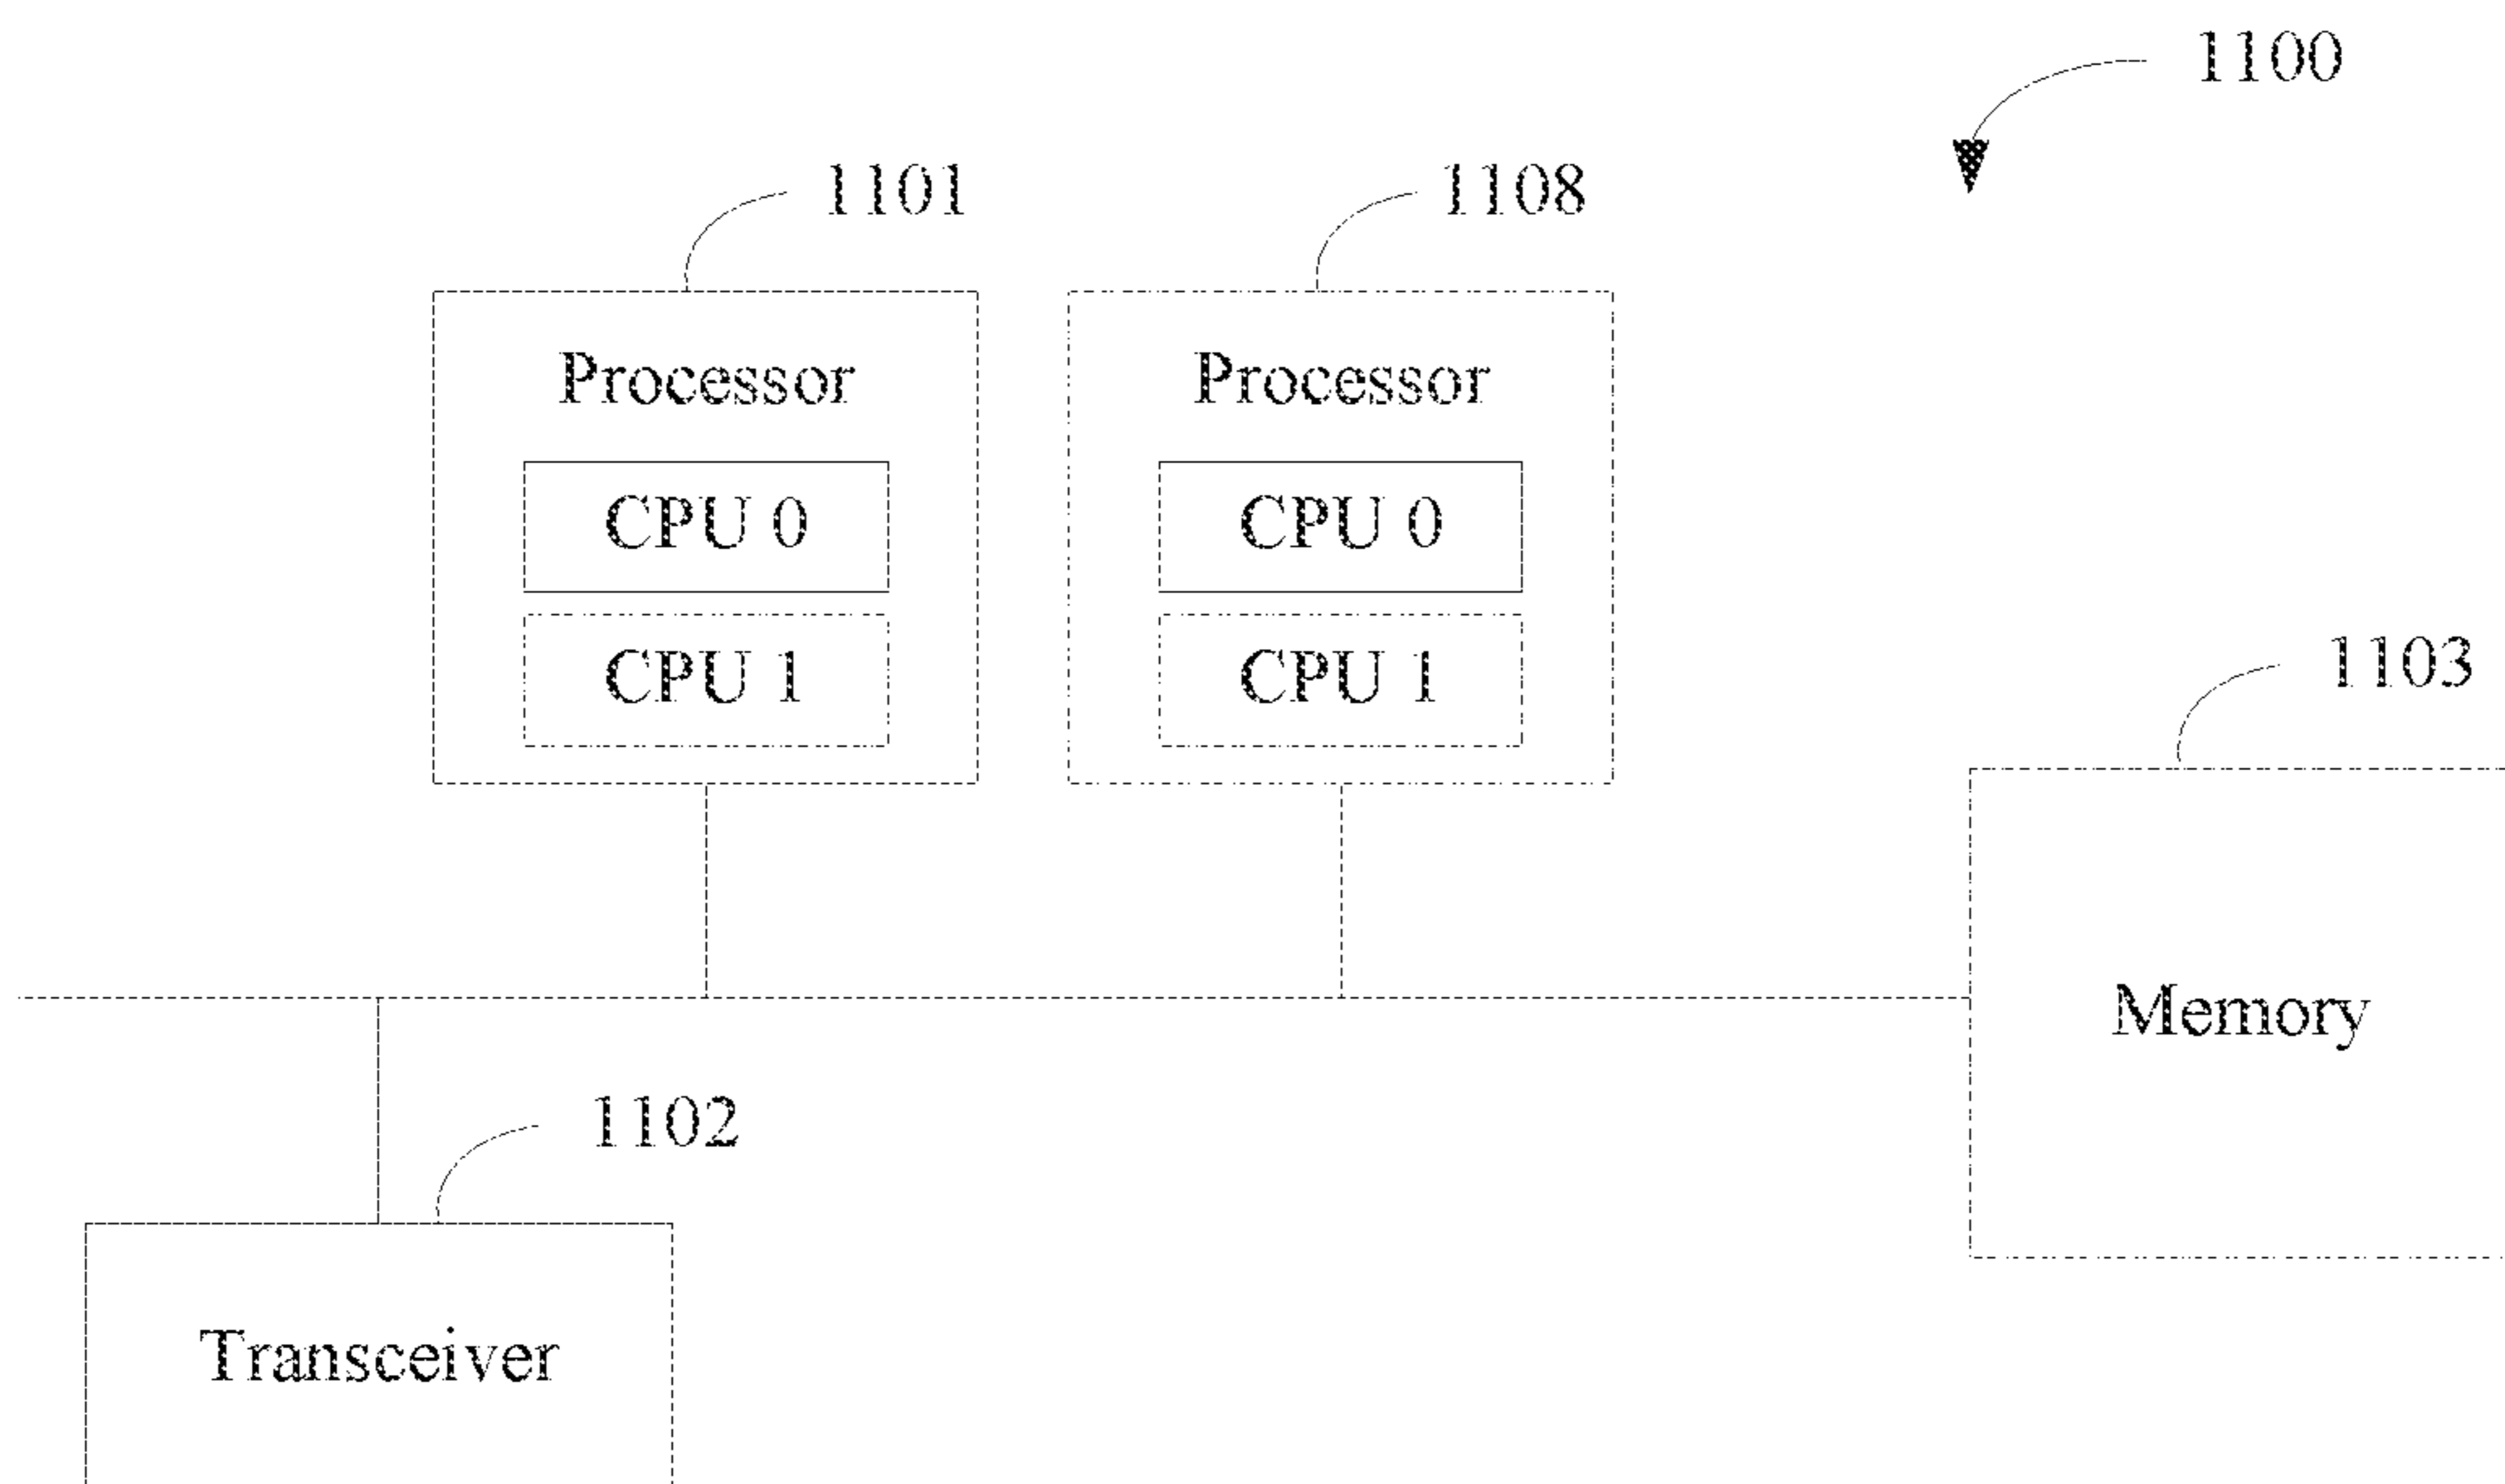 1100
1101
1108
Processor
Processor
CPU 0
CPU 0
CPU 1
CPU 1
1103
Memory
1102
Transceiver